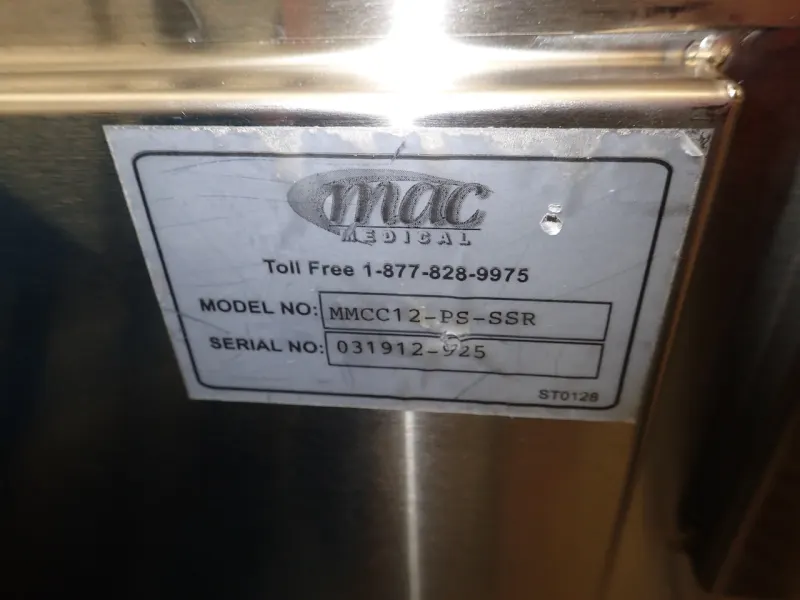 mac
MEDICAL
Toll Free 1-877-828-9975
MODEL NO: MMCC12-PS-SSR
SERIAL NO: 031912-925
ST0128